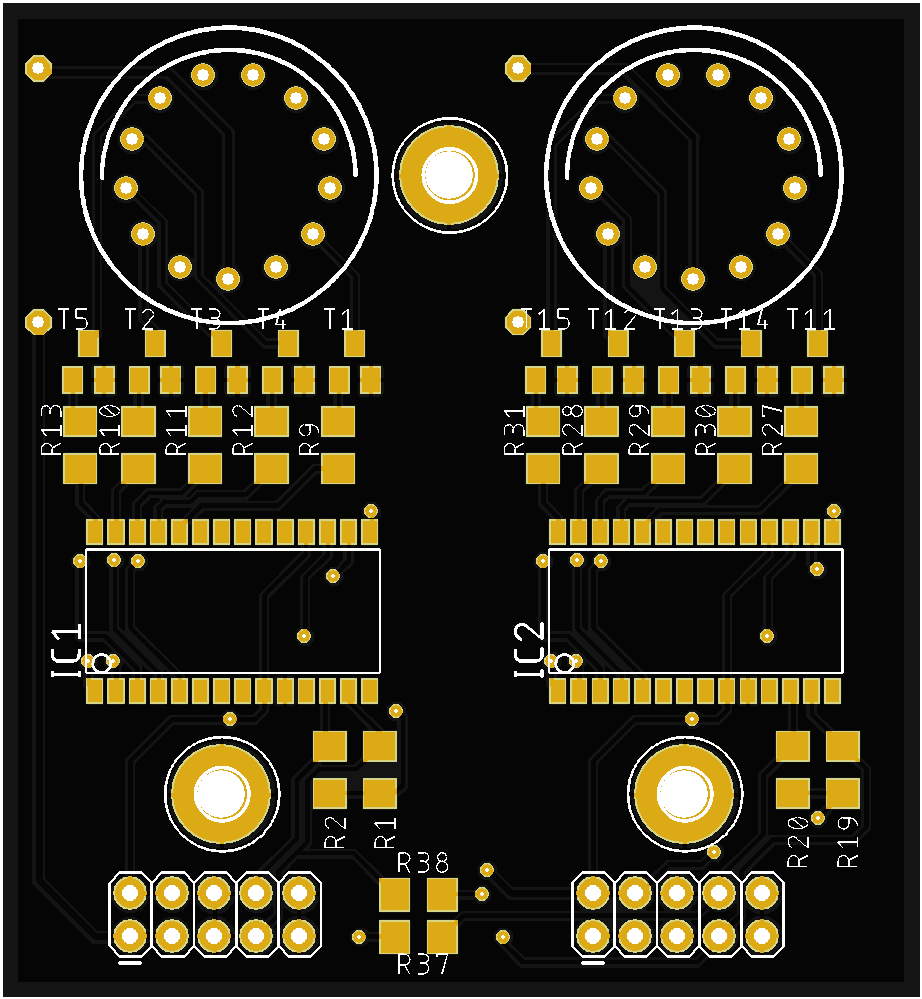 T5 T2 T3 T4 T1 T15 T12 T13 T14 T11
R13 R10 R11 R12 R9 R31 R28 R29 R30 R27
IC1 IC2
R2 R1 R20 R19
R38
R37